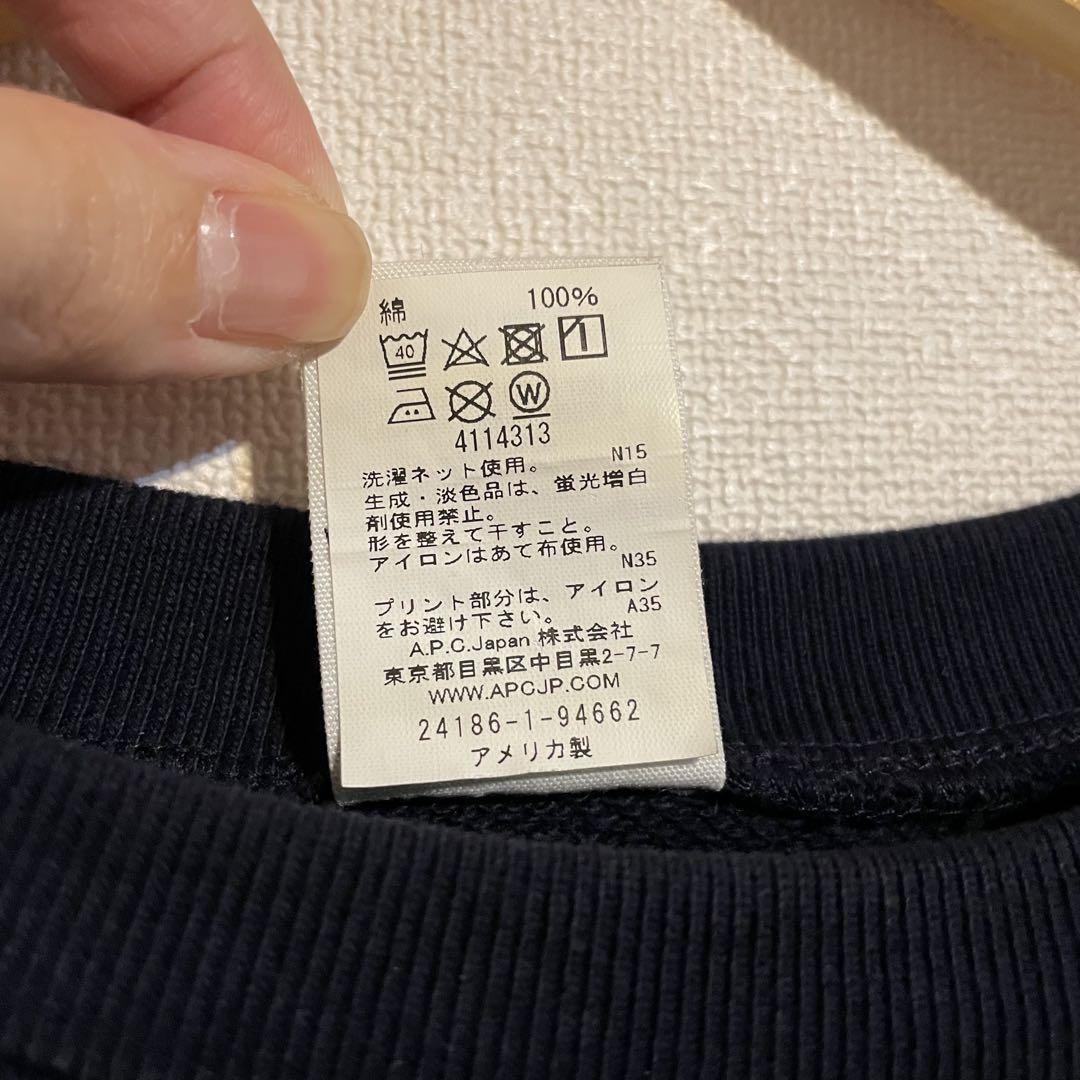 綿 100%
40
W
4114313
N15
洗濯ネット使用。
生成・淡色品は、蛍光増白
剤使用禁止。
形を整えて干すこと。
アイロンはあて布使用。
N35
プリント部分は、アイロン
をお避け下さい。 A35
A.P.C.Japan 株式会社
東京都目黒区中目黒2-7-7
WWW.APCJP.COM
24186-1-94662
アメリカ製